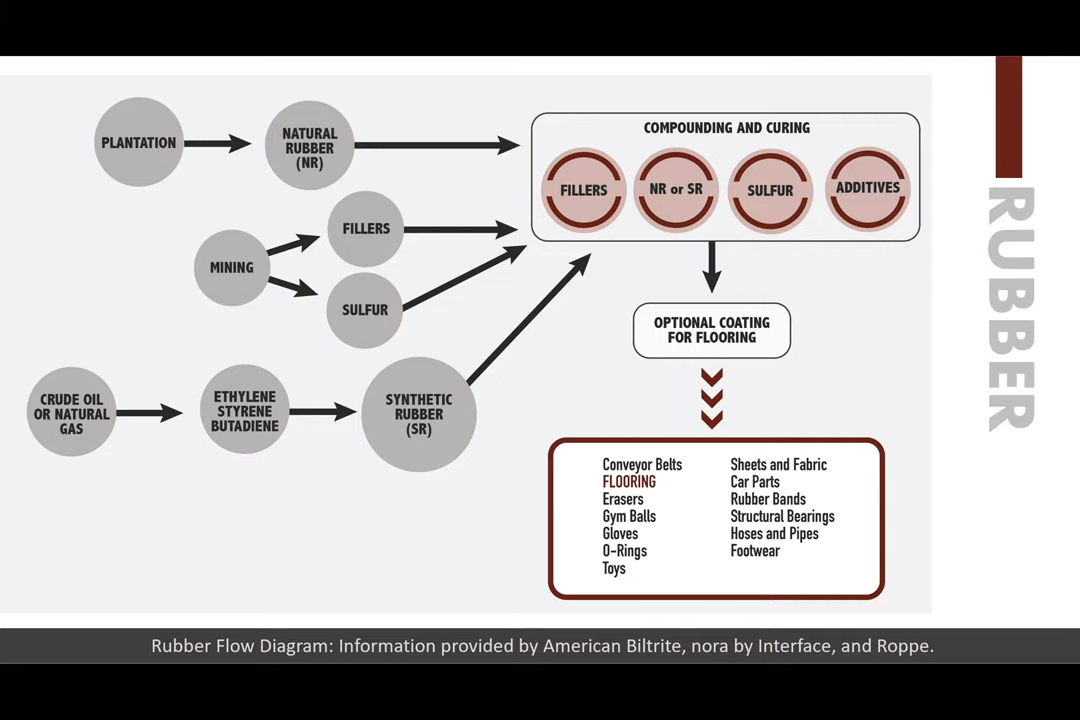 PLANTATION
NATURAL
RUBBER
(NR)
COMPOUNDING AND CURING
FILLERS
NR or SR
SULFUR
ADDITIVES
MINING
FILLERS
SULFUR
CRUDE OIL
OR NATURAL
GAS
ETHYLENE
STYRENE
BUTADIENE
SYNTHETIC
RUBBER
(SR)
OPTIONAL COATING
FOR FLOORING
Conveyor Belts
FLOORING
Erasers
Gym Balls
Gloves
O-Rings
Toys
Sheets and Fabric
Car Parts
Rubber Bands
Structural Bearings
Hoses and Pipes
Footwear
RUBBER
Rubber Flow Diagram: Information provided by American Biltrite, nora by Interface, and Roppe.